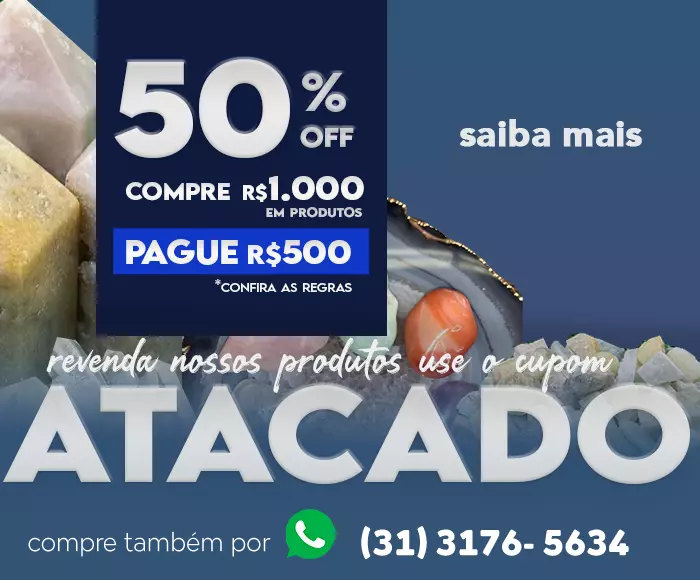 50% OFF
COMPRE R$1.000
EM PRODUTOS
PAGUE R$500
*CONFIRA AS REGRAS
saiba mais
revenda nossos produtos use o cupom
ATACADO
compre também por (31) 3176- 5634